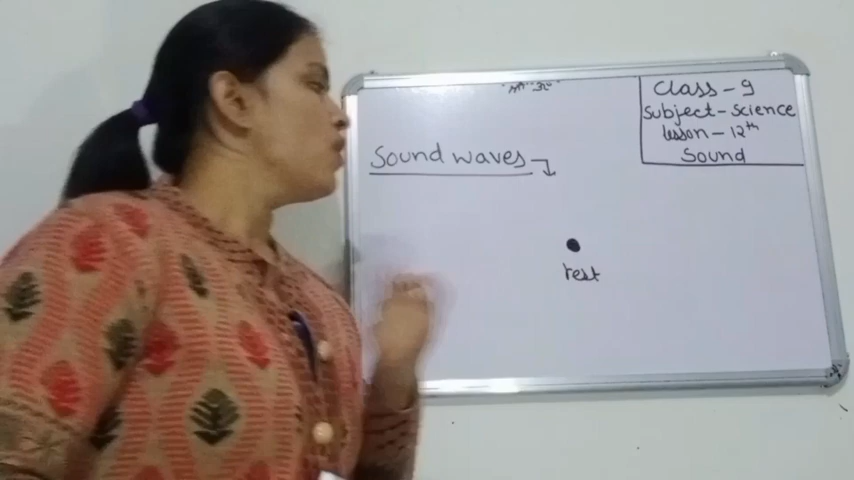 Class - 9
Subject - Science
lesson - 12th
Sound
Sound waves
rest